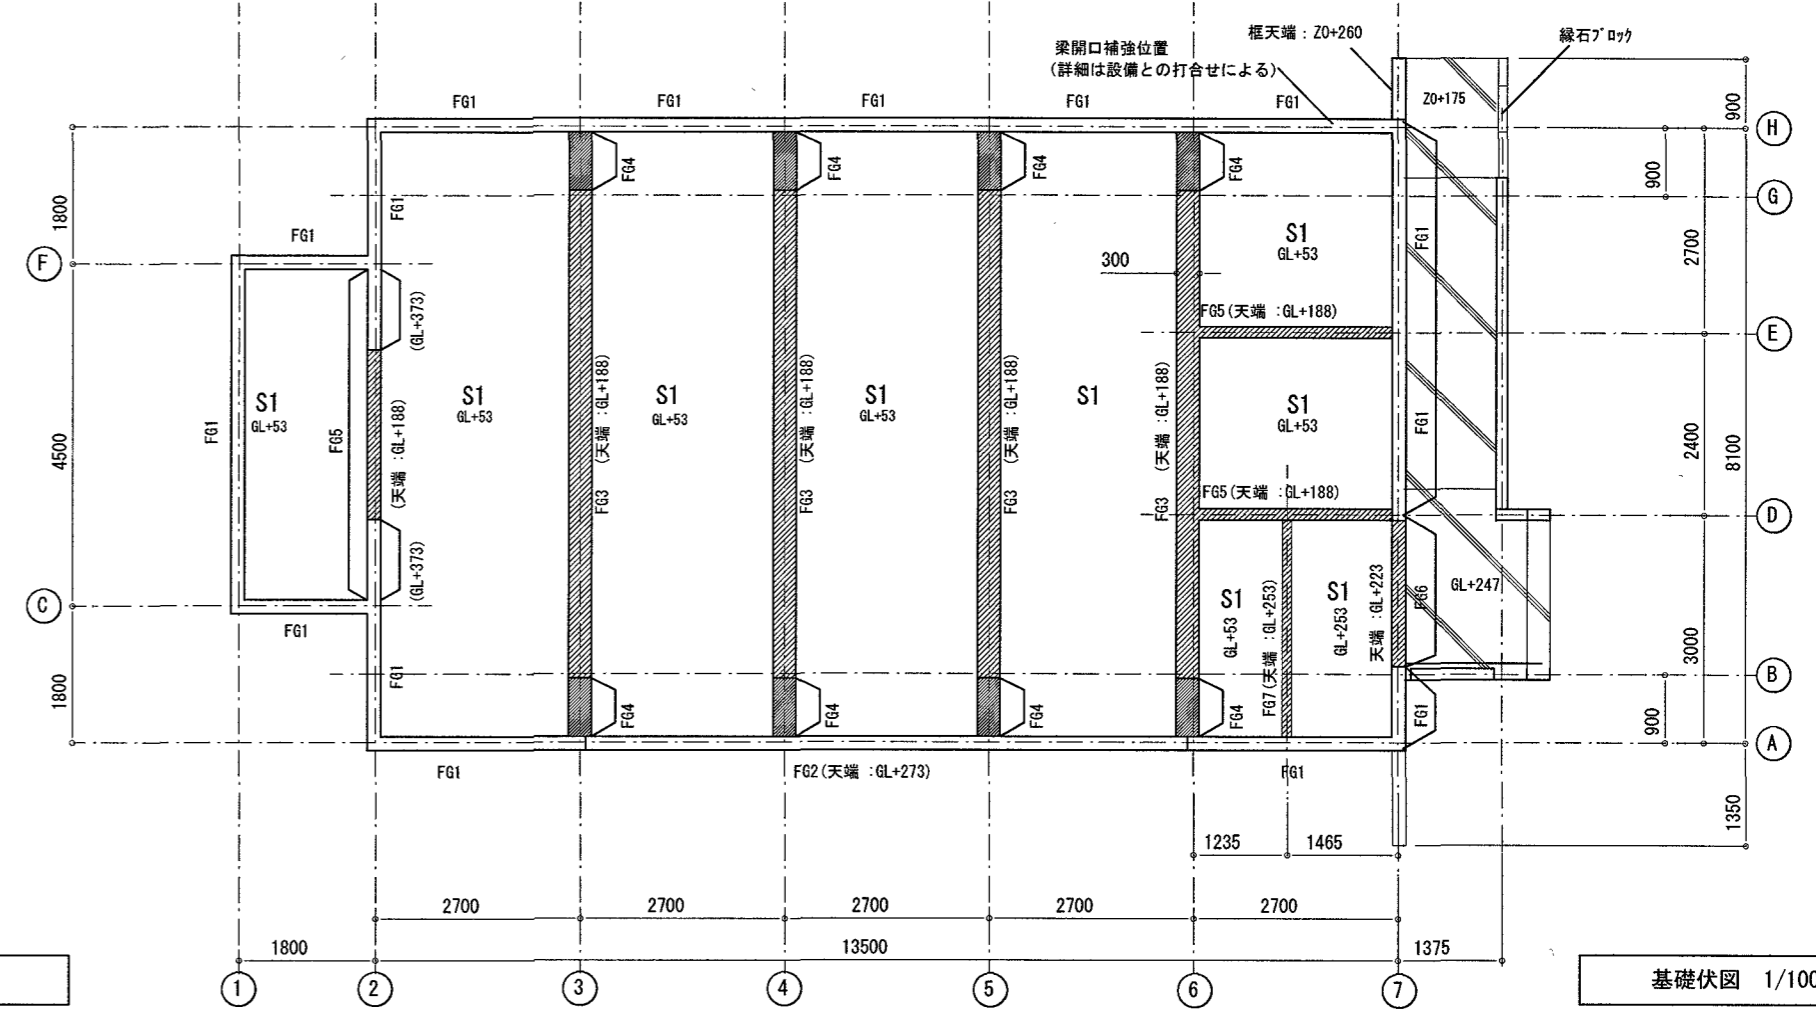 梁開口補強位置
(詳細は設備との打合せによる)
框天端：Z0+260
縁石ﾌﾞﾛｯｸ
Z0+175
900
H
FG1
FG1
FG1
FG1
FG1
FG4
FG4
FG4
FG4
900
G
1800
FG1
FG1
F
S1
GL+53
300
FG1
2700
(GL+373)
FG5(天端 :GL+188)
E
S1
GL+53
FG1
FG5
(天端 :GL+188)
S1
GL+53
FG3 (天端 :GL+188)
S1
GL+53
FG3 (天端 :GL+188)
S1
GL+53
FG3 (天端 :GL+188)
S1
FG3 (天端 :GL+188)
S1
GL+53
FG1
2400
8100
4500
FG5(天端 :GL+188)
D
(GL+373)
S1
GL+53
FG7(天端 :GL+253)
S1
GL+253
天端 :GL+223
FG6
GL+247
C
FG1
3000
FG1
B
1800
FG4
FG4
FG4
FG4
FG1
900
A
FG1
FG2(天端 :GL+273)
FG1
1350
1235
1465
2700
2700
2700
2700
2700
1800
13500
1375
1
2
3
4
5
6
7
基礎伏図 1/100